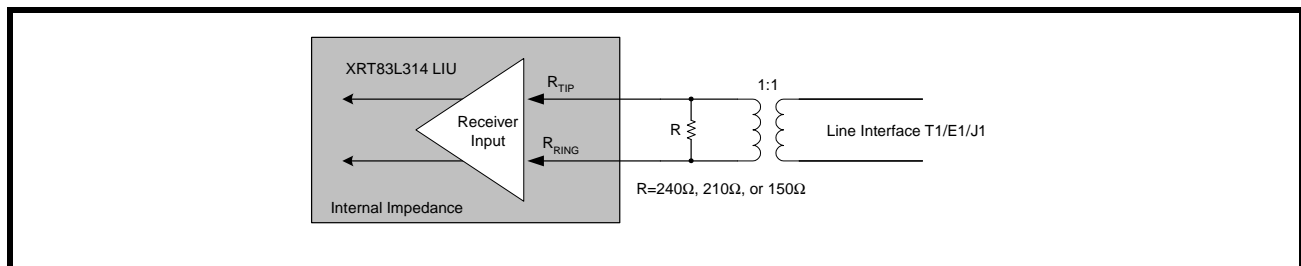 XRT83L314 LIU
R_TIP
1:1
Receiver
Input
R
Line Interface T1/E1/J1
R_RING
R=240Ω, 210Ω, or 150Ω
Internal Impedance